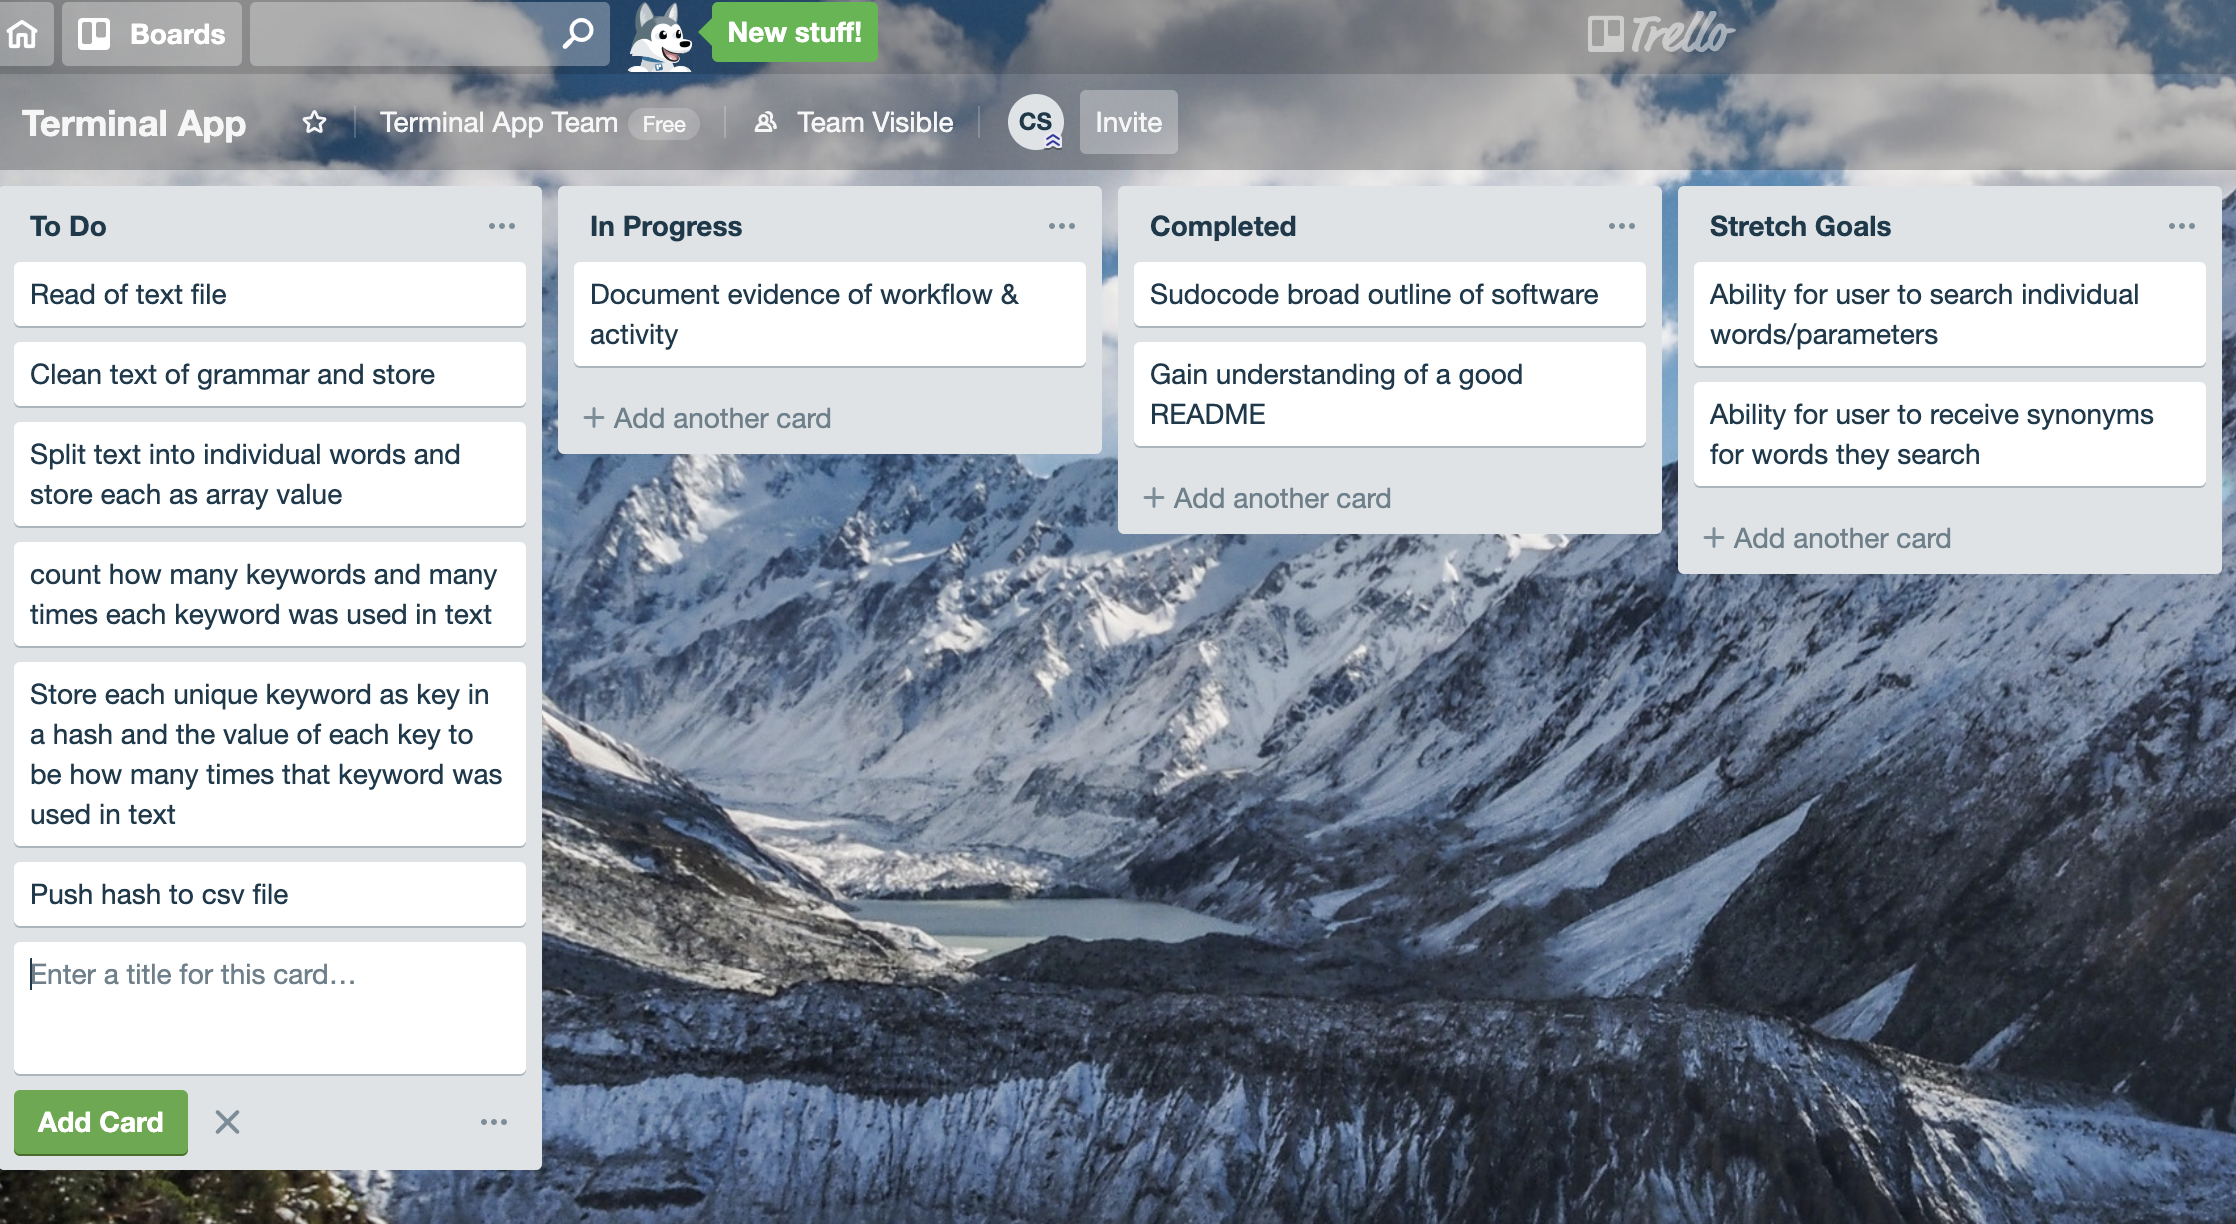 Boards
New stuff!
Trello
Terminal App
Terminal App Team Free
Team Visible
CS
Invite
To Do
Read of text file
Clean text of grammar and store
Split text into individual words and
store each as array value
count how many keywords and many
times each keyword was used in text
Store each unique keyword as key in
a hash and the value of each key to
be how many times that keyword was
used in text
Push hash to csv file
Enter a title for this card…
Add Card
In Progress
Document evidence of workflow &
activity
+ Add another card
Completed
Sudocode broad outline of software
Gain understanding of a good
README
+ Add another card
Stretch Goals
Ability for user to search individual
words/parameters
Ability for user to receive synonyms
for words they search
+ Add another card